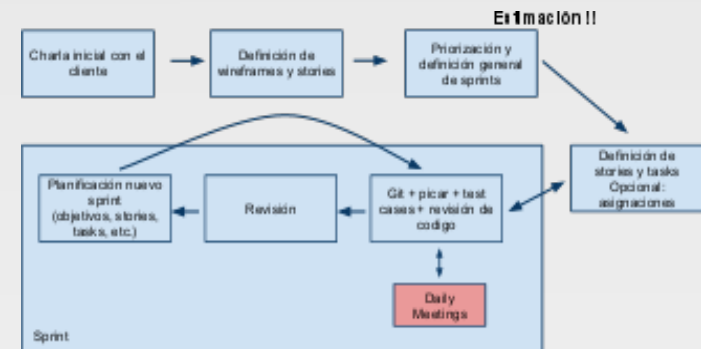 Estimación !!
Charla inicial con el
cliente
Definición de
wireframes y stories
Priorización y
definición general
de sprints
Definición de
stories y tasks
Opcional:
asignaciones
Planificación nuevo
sprint
(objetivos, stories,
tasks, etc.)
Revisión
Git + picar + test
cases + revisión de
codigo
Daily
Meetings
Sprint